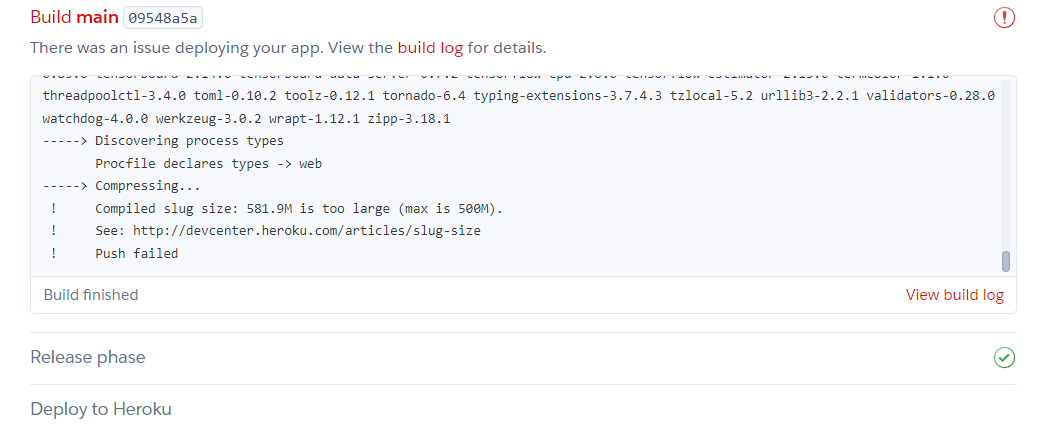 Build main 09548a5a
There was an issue deploying your app. View the build log for details.
threadpoolctl-3.4.0 toml-0.10.2 toolz-0.12.1 tornado-6.4 typing-extensions-3.7.4.3 tzlocal-5.2 urllib3-2.2.1 validators-0.28.0
watchdog-4.0.0 werkzeug-3.0.2 wrapt-1.12.1 zipp-3.18.1
-----> Discovering process types
Procfile declares types -> web
-----> Compressing...
! Compiled slug size: 581.9M is too large (max is 500M).
! See: http://devcenter.heroku.com/articles/slug-size
! Push failed
Build finished
View build log
Release phase
Deploy to Heroku